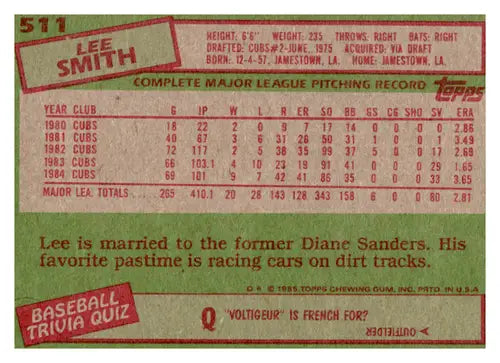 511
LEE
SMITH
HEIGHT: 6'6" WEIGHT: 235 THROWS: RIGHT BATS: RIGHT
DRAFTED: CUBS #2-JUNE, 1975 ACQUIRED: VIA DRAFT
BORN: 12-4-57, JAMESTOWN, LA. HOME: JAMESTOWN, LA.
COMPLETE MAJOR LEAGUE PITCHING RECORD Topps
YEAR CLUB G IP W L R ER SO BB GS CG SHO SV ERA
1980 CUBS 18 22 2 0 9 7 17 14 0 0 0 0 2.86
1981 CUBS 40 67 3 6 31 26 50 31 1 0 0 1 3.49
1982 CUBS 72 117 2 5 38 35 99 37 5 0 0 17 2.69
1983 CUBS 66 103.1 4 10 23 19 91 41 0 0 0 29 1.65
1984 CUBS 69 101 9 7 42 41 86 35 0 0 0 33 3.65
MAJOR LEA. TOTALS 265 410.1 20 28 143 128 343 158 6 0 0 80 2.81
Lee is married to the former Diane Sanders. His
favorite pastime is racing cars on dirt tracks.
© 1985 TOPPS CHEWING GUM, INC. PRTD. IN U.S.A.
BASEBALL
TRIVIA QUIZ
Q "VOLTIGEUR" IS FRENCH FOR?
A OUTFIELDER